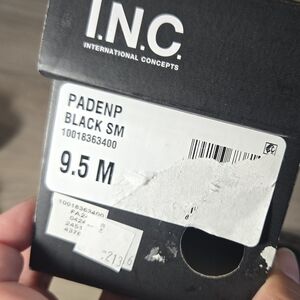 I.N.C.
INTERNATIONAL CONCEPTS
PADENP
BLACK SM
10018363400
9.5 M
10018363400